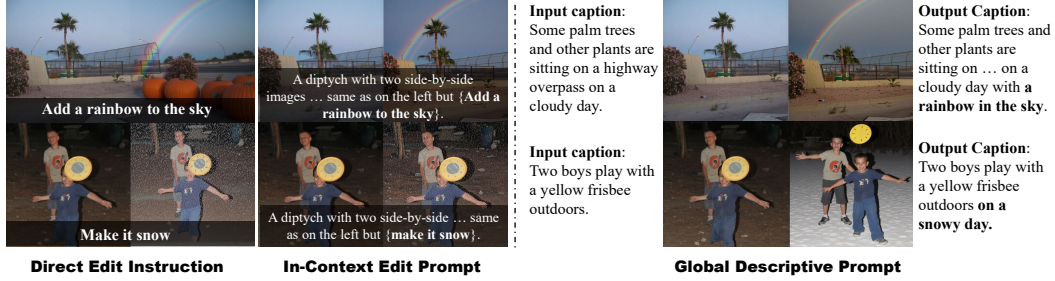 Add a rainbow to the sky
Make it snow
Direct Edit Instruction
A diptych with two side-by-side
images … same as on the left but {Add a
rainbow to the sky}.
A diptych with two side-by-side … same
as on the left but {make it snow}.
In-Context Edit Prompt
Input caption:
Some palm trees
and other plants are
sitting on a highway
overpass on a
cloudy day.
Input caption:
Two boys play with
a yellow frisbee
outdoors.
Output Caption:
Some palm trees and
other plants are
sitting on … on a
cloudy day with a
rainbow in the sky.
Output Caption:
Two boys play with
a yellow frisbee
outdoors on a
snowy day.
Global Descriptive Prompt